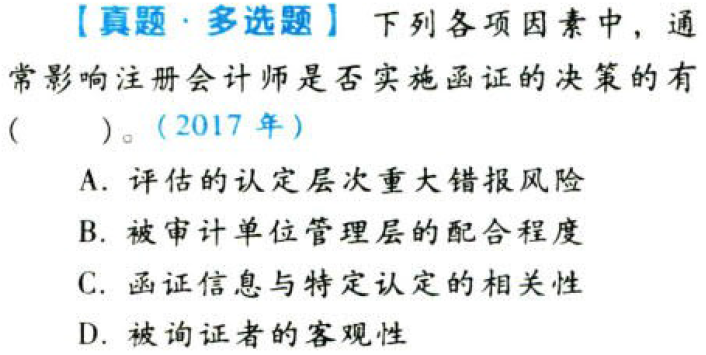 【真题·多选题】 下列各项因素中，通
常影响注册会计师是否实施函证的决策的有
(    )。（2017 年）
A. 评估的认定层次重大错报风险
B. 被审计单位管理层的配合程度
C. 函证信息与特定认定的相关性
D. 被询证者的客观性